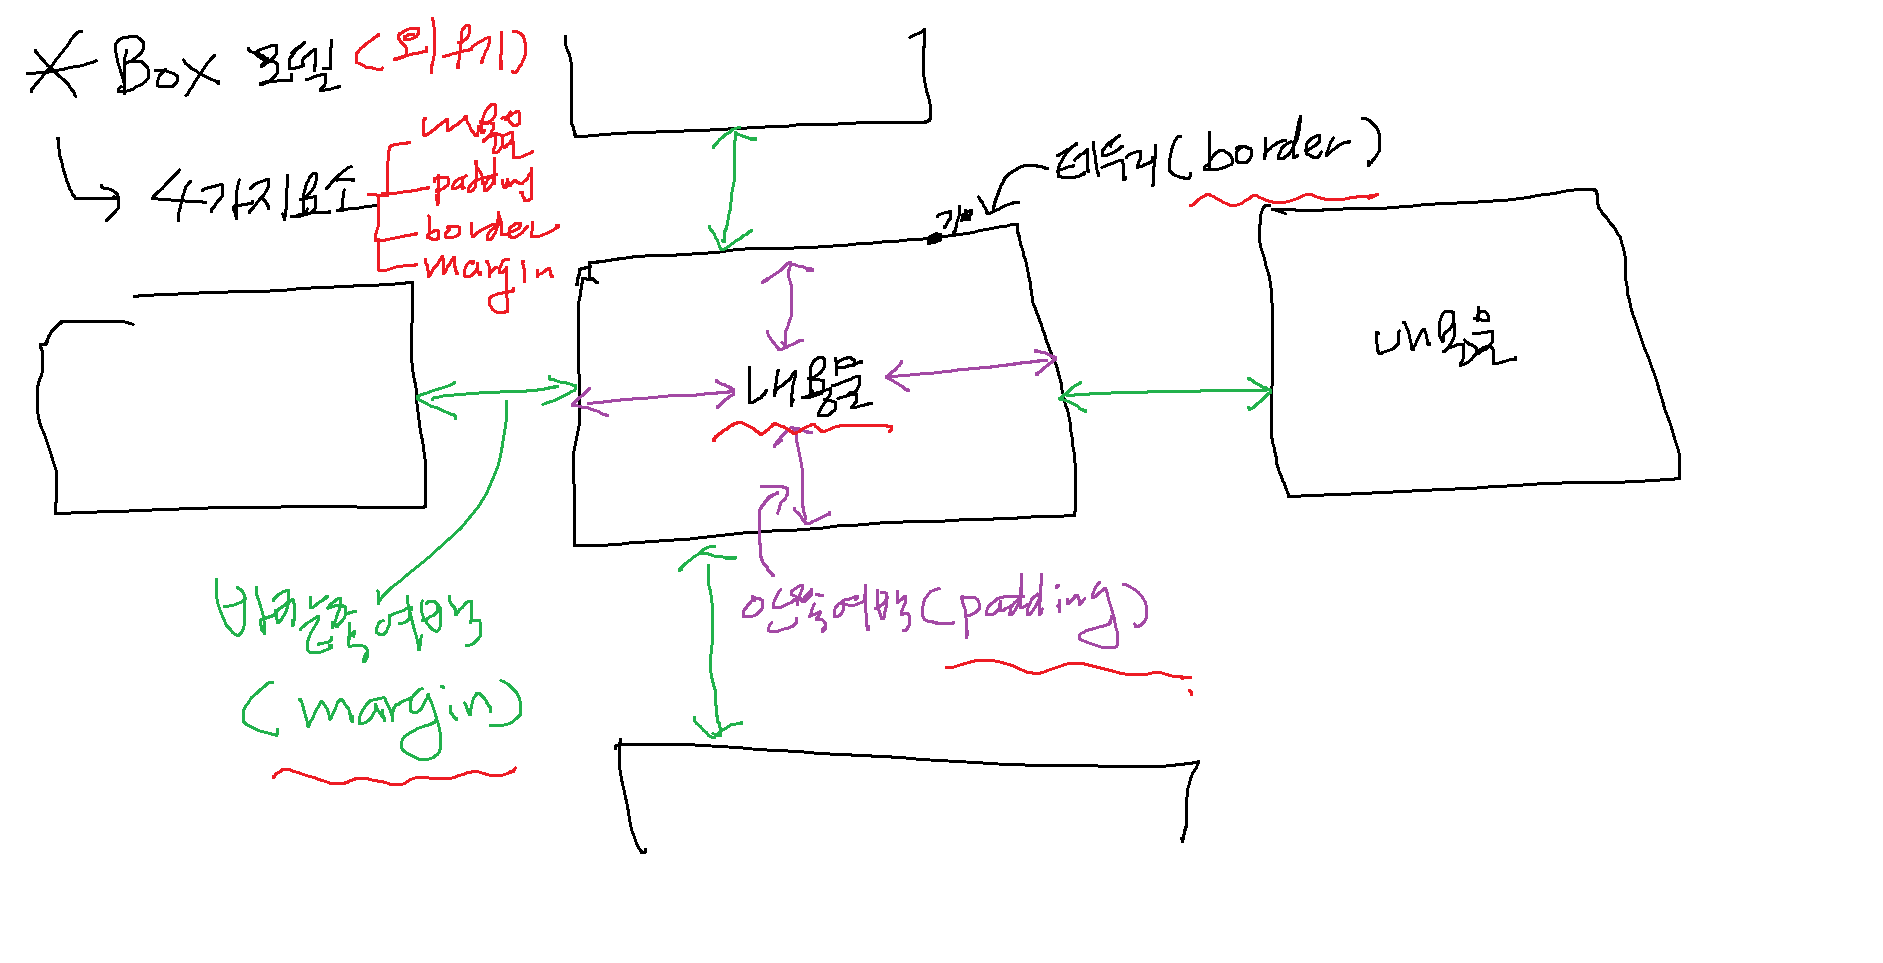 * Box 모델 (외우기)
→ 4가지 요소
내용물
padding
border
margin
테두리 (border)
내용물
내용물
바깥쪽 여백
(margin)
안쪽여백 (padding)